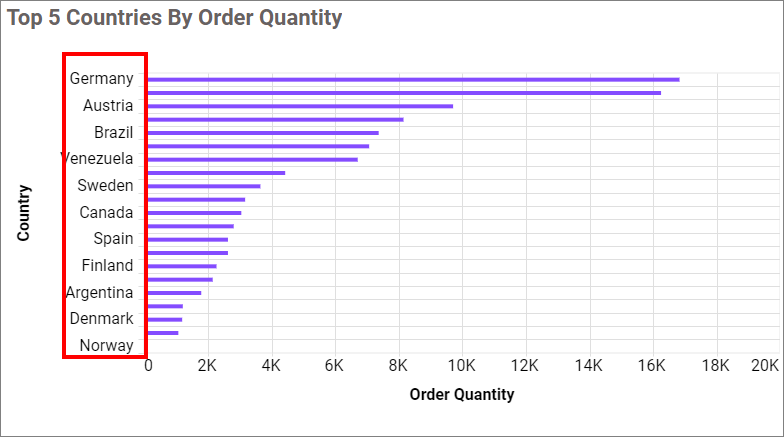 Top 5 Countries By Order Quantity
Country
Germany
Austria
Brazil
Venezuela
Sweden
Canada
Spain
Finland
Argentina
Denmark
Norway
0 2K 4K 6K 8K 10K 12K 14K 16K 18K 20K
Order Quantity